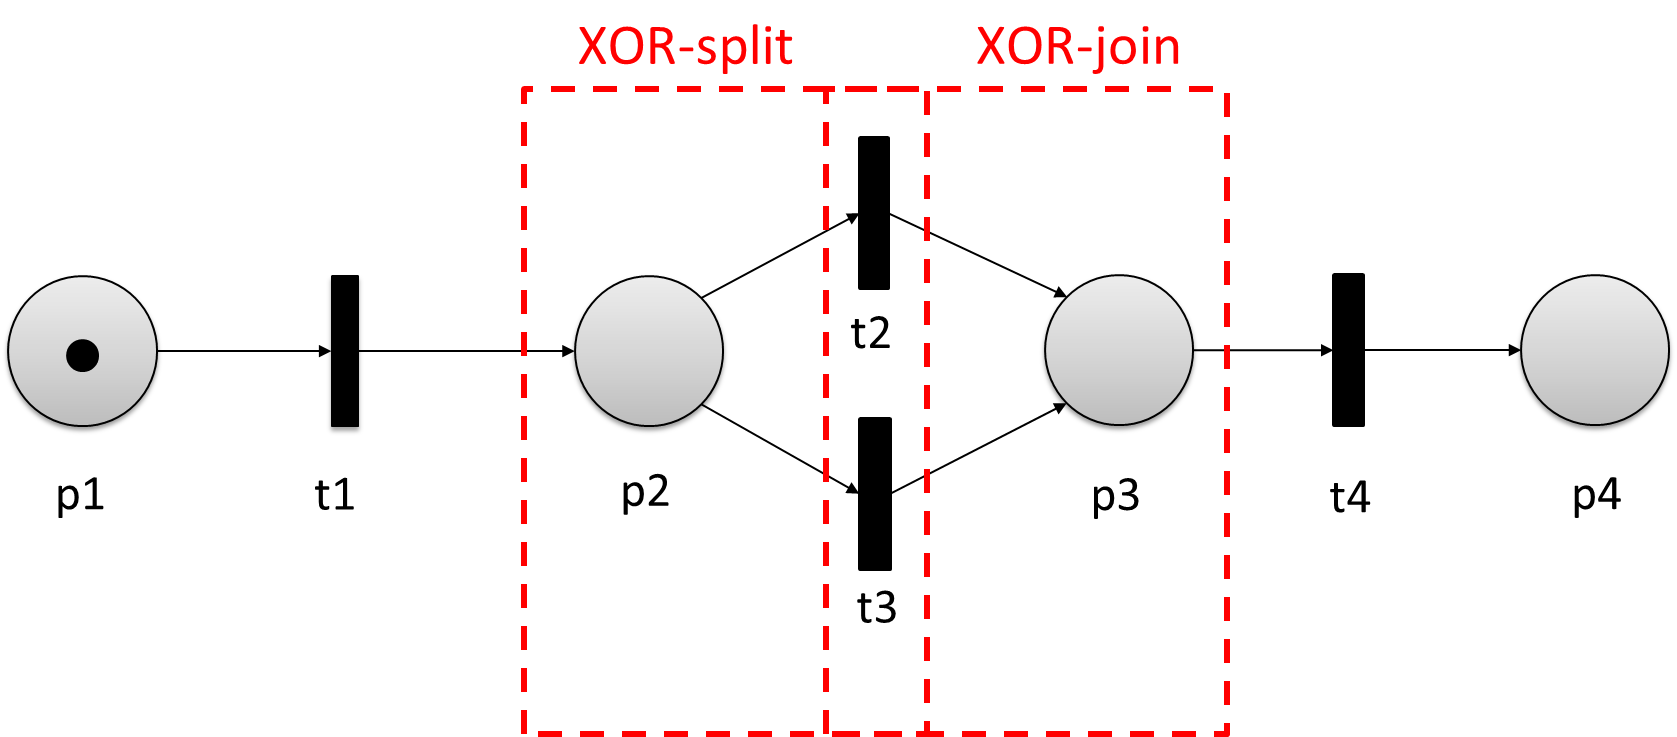 XOR-split
XOR-join
t2
p1
t1
p2
p3
t4
p4
t3